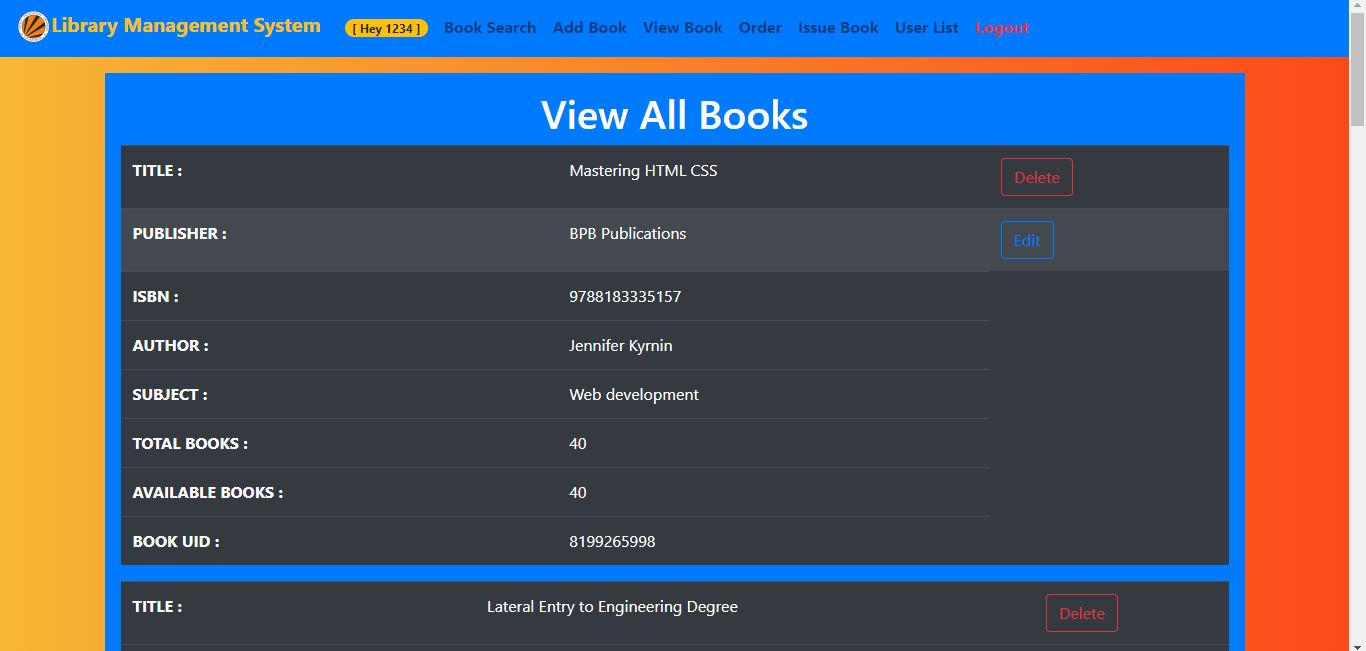 Library Management System [ Hey 1234 ] Book Search Add Book View Book Order Issue Book User List Logout
View All Books
TITLE : Mastering HTML CSS Delete
PUBLISHER : BPB Publications Edit
ISBN : 9788183335157
AUTHOR : Jennifer Kyrnin
SUBJECT : Web development
TOTAL BOOKS : 40
AVAILABLE BOOKS : 40
BOOK UID : 8199265998
TITLE : Lateral Entry to Engineering Degree Delete